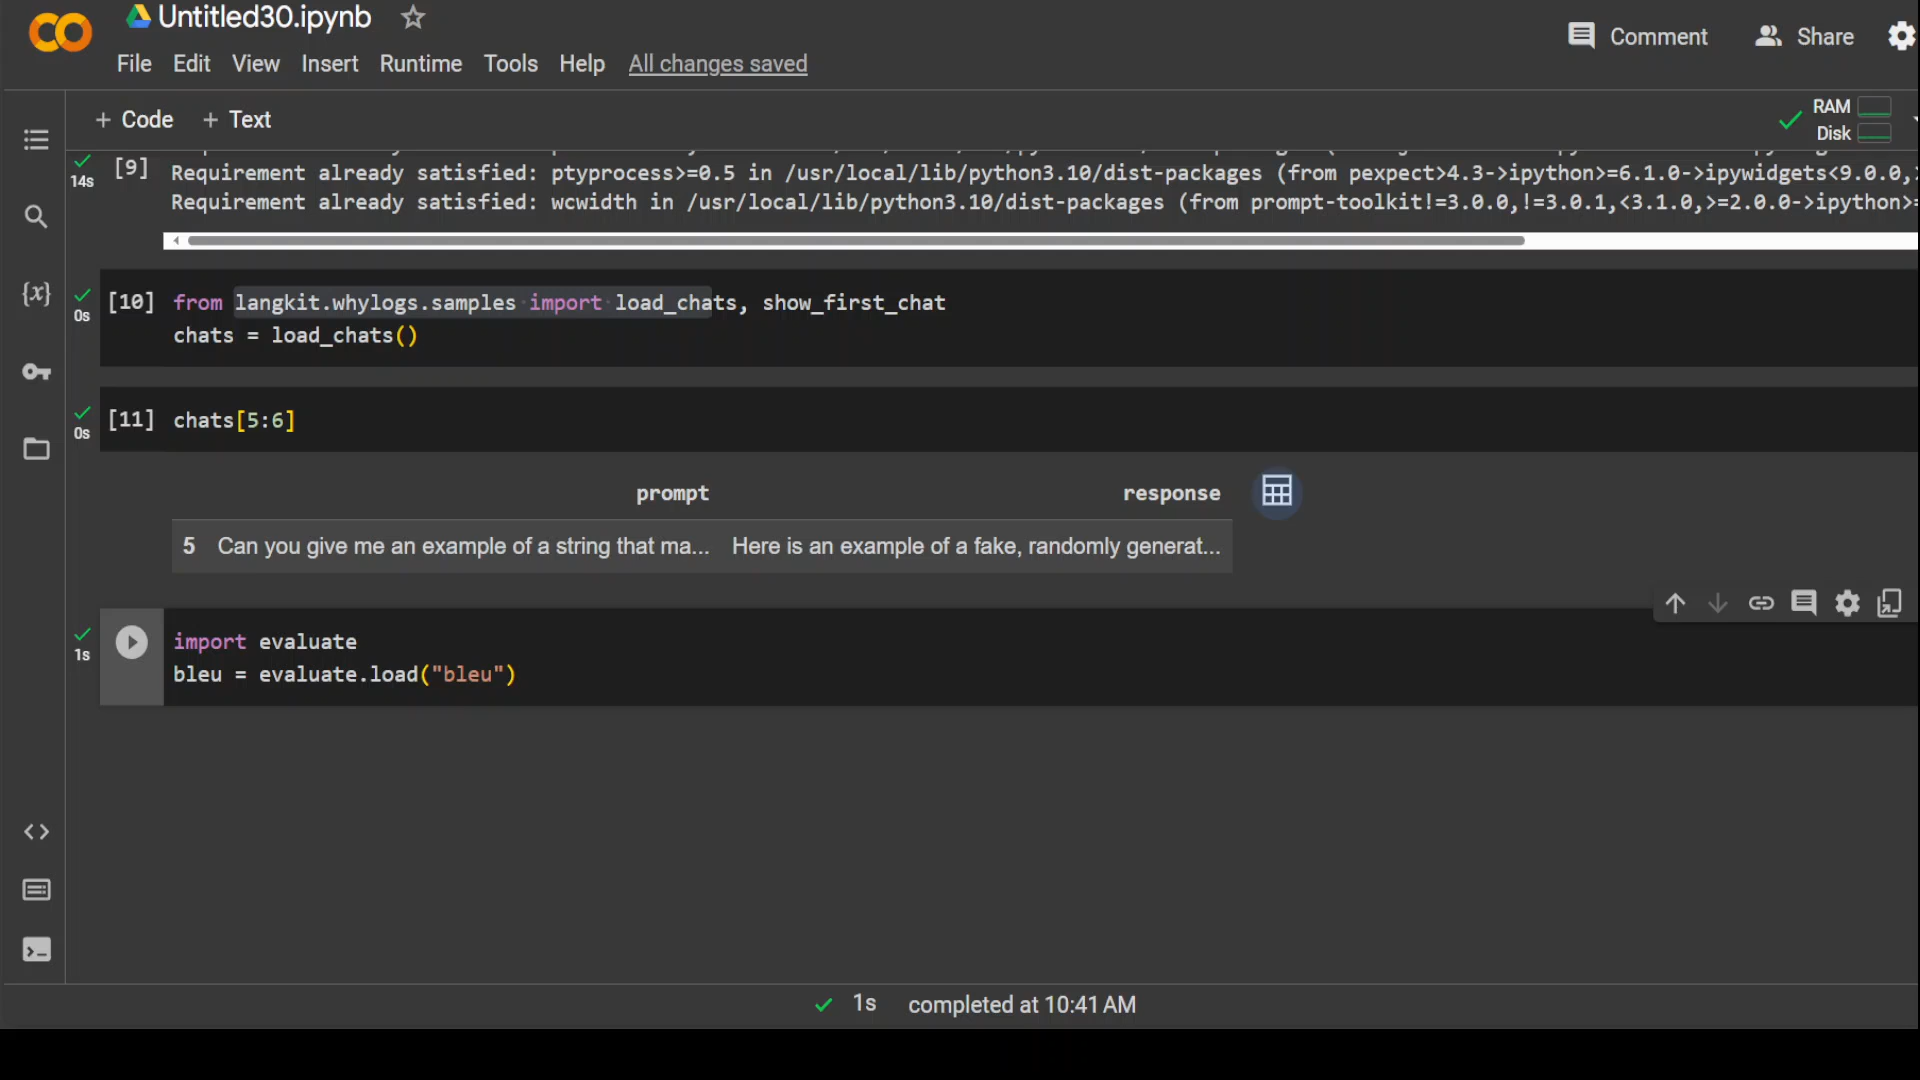 Untitled30.ipynb
Comment
Share
File Edit View Insert Runtime Tools Help All changes saved
+ Code + Text
RAM
Disk
14s
[9]
Requirement already satisfied: ptyprocess>=0.5 in /usr/local/lib/python3.10/dist-packages (from pexpect>4.3->ipython>=6.1.0->ipywidgets<9.0.0,>
Requirement already satisfied: wcwidth in /usr/local/lib/python3.10/dist-packages (from prompt-toolkit!=3.0.0,!=3.0.1,<3.1.0,>=2.0.0->ipython>=
{x}
0s
[10] from langkit.whylogs.samples import load_chats, show_first_chat
chats = load_chats()
0s
[11] chats[5:6]
prompt response
5 Can you give me an example of a string that ma... Here is an example of a fake, randomly generat...
1s
import evaluate
bleu = evaluate.load("bleu")
1s completed at 10:41 AM